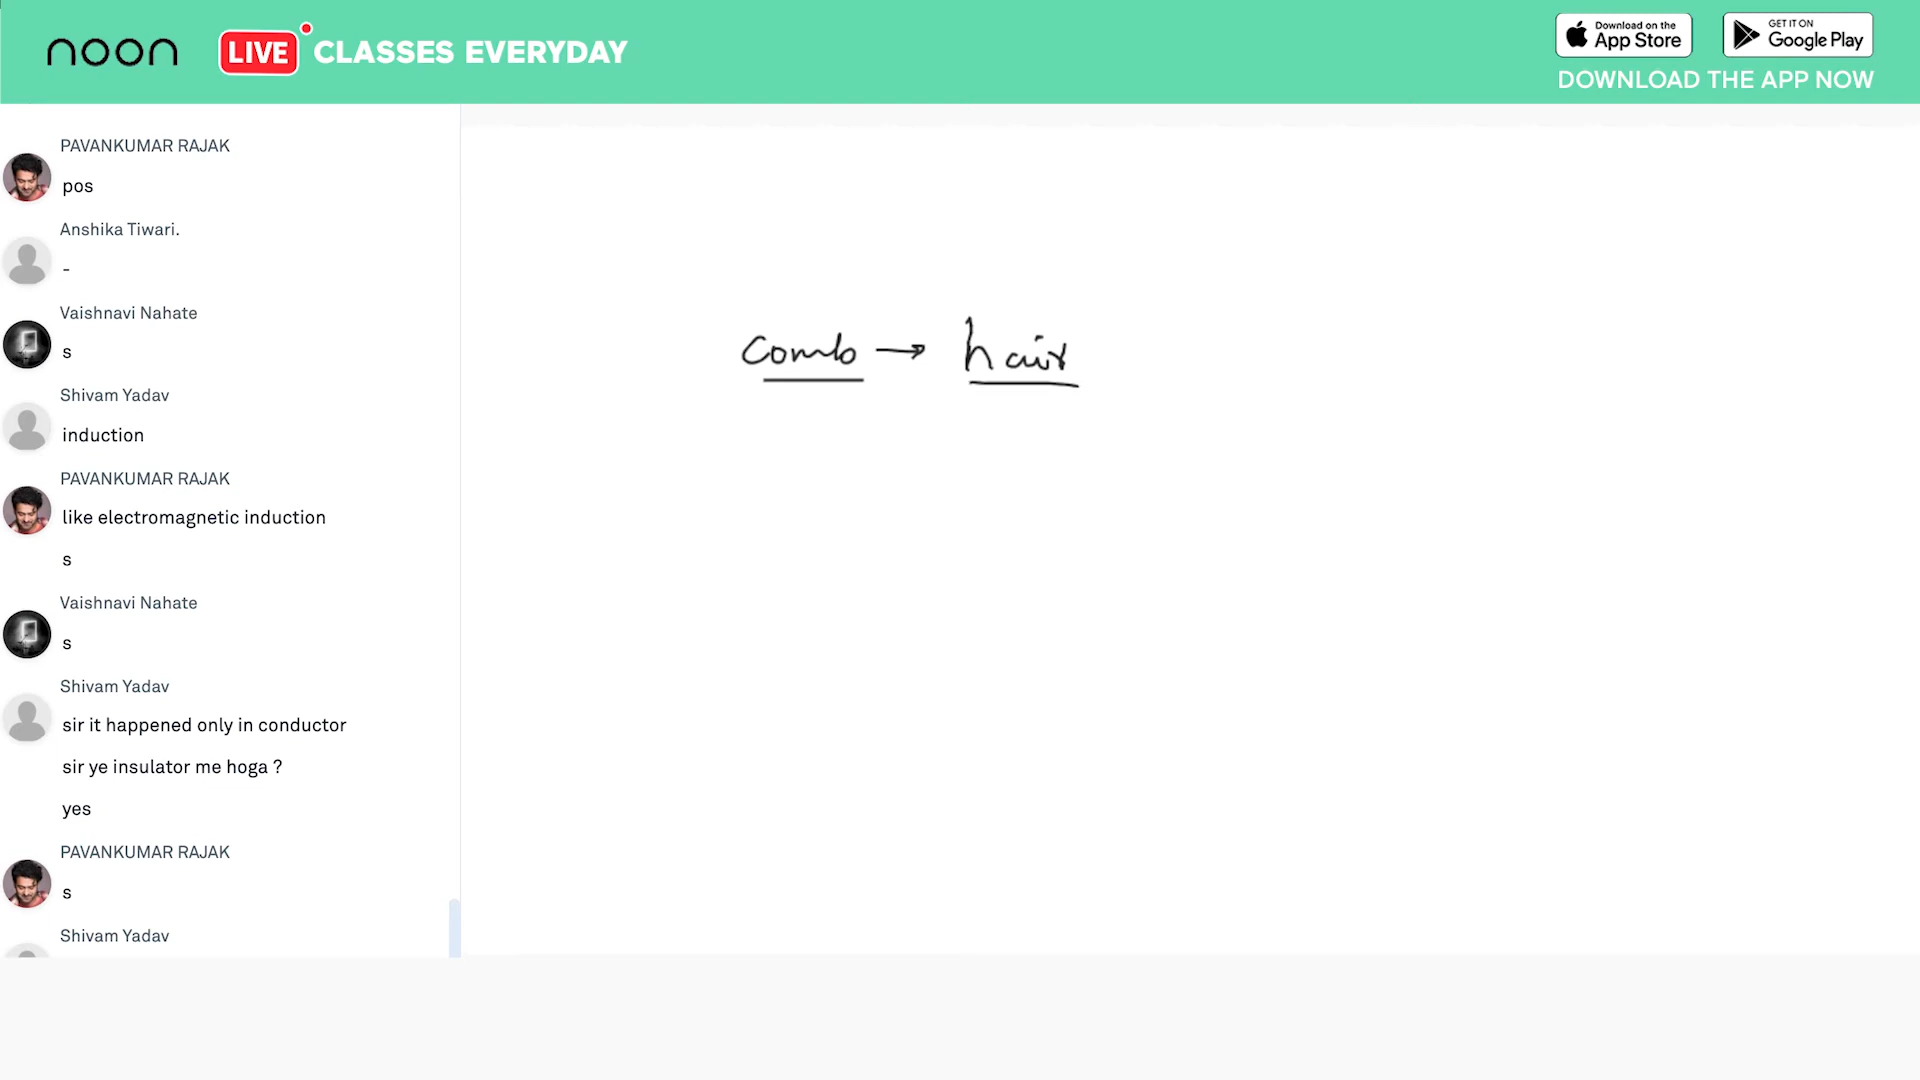 noon LIVE CLASSES EVERYDAY
Download on the App Store
GET IT ON Google Play
DOWNLOAD THE APP NOW
PAVANKUMAR RAJAK
pos
Anshika Tiwari.
-
Vaishnavi Nahate
s
Shivam Yadav
induction
PAVANKUMAR RAJAK
like electromagnetic induction
s
Vaishnavi Nahate
s
Shivam Yadav
sir it happened only in conductor
sir ye insulator me hoga ?
yes
PAVANKUMAR RAJAK
s
Shivam Yadav
comb → hair